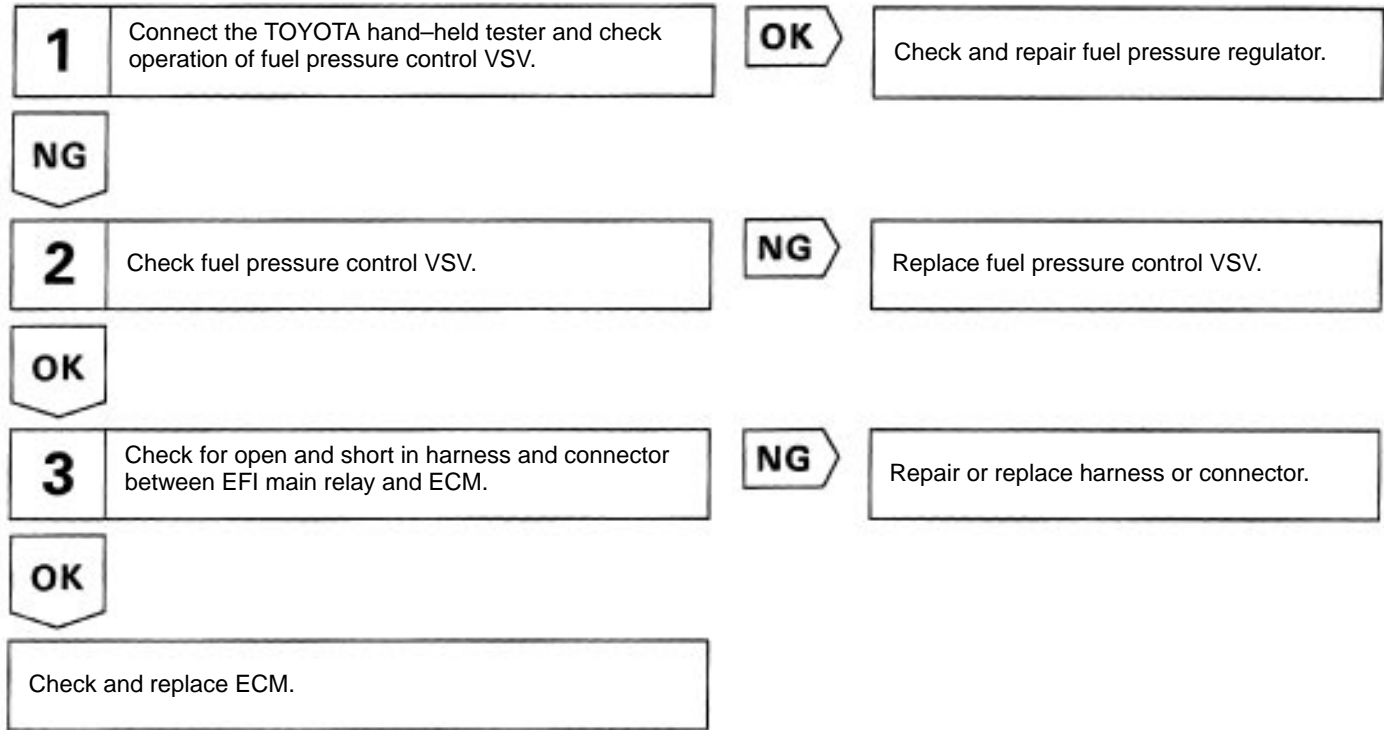 1
Connect the TOYOTA hand–held tester and check
operation of fuel pressure control VSV.
OK
Check and repair fuel pressure regulator.
NG
2
Check fuel pressure control VSV.
NG
Replace fuel pressure control VSV.
OK
3
Check for open and short in harness and connector
between EFI main relay and ECM.
NG
Repair or replace harness or connector.
OK
Check and replace ECM.